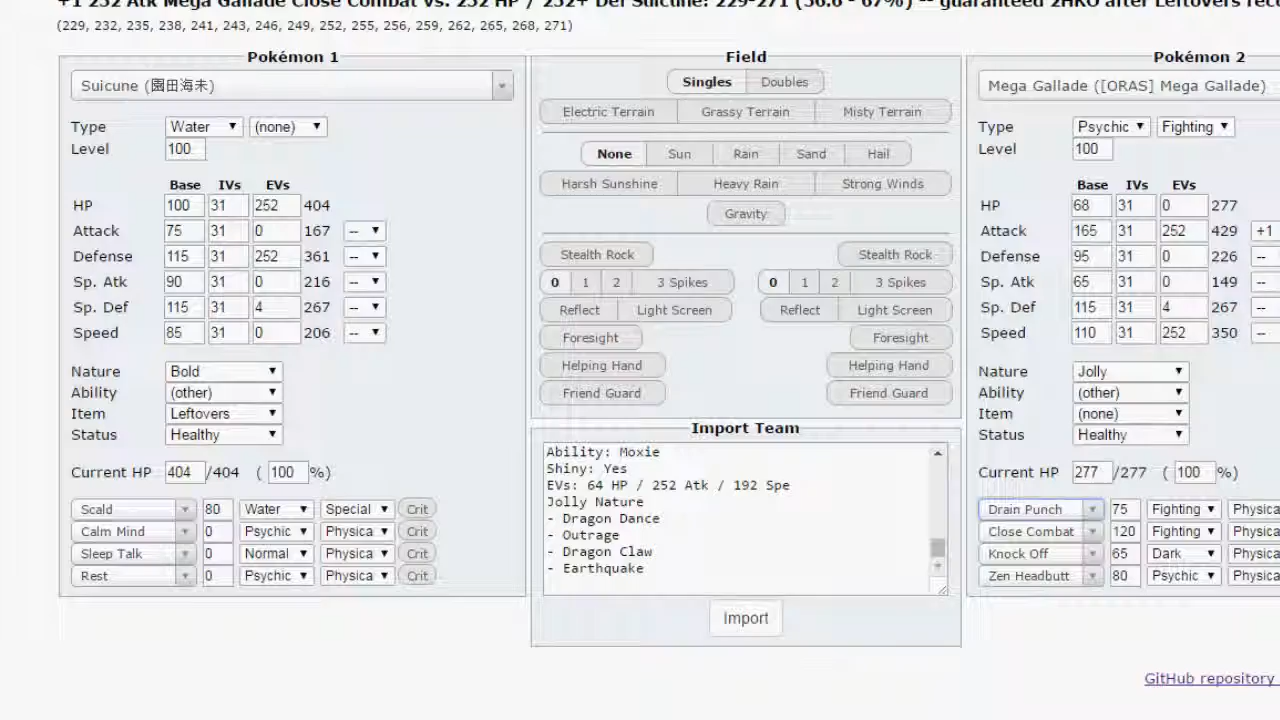 +1 252 Atk Mega Gallade Close Combat vs. 252 HP / 252+ Def Suicune: 229-271 (56.6 - 67%) -- guaranteed 2HKO after Leftovers reco
(229, 232, 235, 238, 241, 243, 246, 249, 252, 255, 256, 259, 262, 265, 268, 271)
Pokémon 1
Suicune (園田海未)
Type Water (none)
Level 100
Base IVs EVs
HP 100 31 252 404
Attack 75 31 0 167 --
Defense 115 31 252 361 --
Sp. Atk 90 31 0 216 --
Sp. Def 115 31 4 267 --
Speed 85 31 0 206 --
Nature Bold
Ability (other)
Item Leftovers
Status Healthy
Current HP 404 /404 ( 100 %)
Scald 80 Water Special Crit
Calm Mind 0 Psychic Physica Crit
Sleep Talk 0 Normal Physica Crit
Rest 0 Psychic Physica Crit
Field
Singles Doubles
Electric Terrain Grassy Terrain Misty Terrain
None Sun Rain Sand Hail
Harsh Sunshine Heavy Rain Strong Winds
Gravity
Stealth Rock Stealth Rock
0 1 2 3 Spikes 0 1 2 3 Spikes
Reflect Light Screen Reflect Light Screen
Foresight Foresight
Helping Hand Helping Hand
Friend Guard Friend Guard
Import Team
Ability: Moxie
Shiny: Yes
EVs: 64 HP / 252 Atk / 192 Spe
Jolly Nature
- Dragon Dance
- Outrage
- Dragon Claw
- Earthquake
Import
Pokémon 2
Mega Gallade ([ORAS] Mega Gallade)
Type Psychic Fighting
Level 100
Base IVs EVs
HP 68 31 0 277
Attack 165 31 252 429 +1
Defense 95 31 0 226 --
Sp. Atk 65 31 0 149 --
Sp. Def 115 31 4 267 --
Speed 110 31 252 350 --
Nature Jolly
Ability (other)
Item (none)
Status Healthy
Current HP 277 /277 ( 100 %)
Drain Punch 75 Fighting Physica
Close Combat 120 Fighting Physica
Knock Off 65 Dark Physica
Zen Headbutt 80 Psychic Physica
GitHub repository